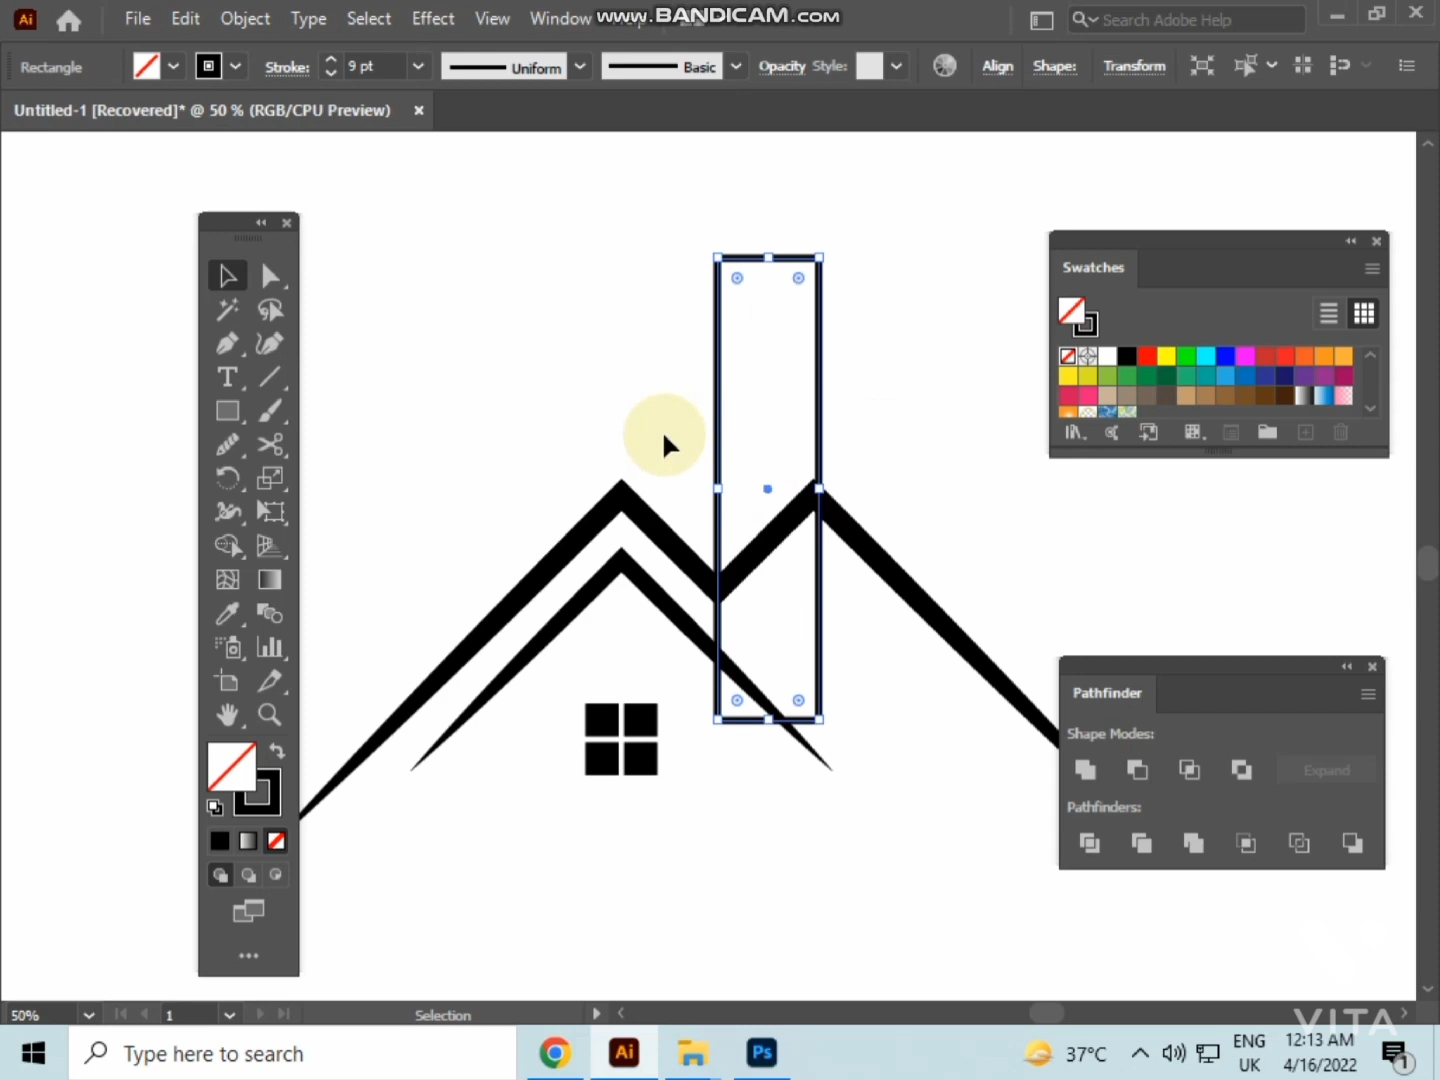 www.BANDICAM.com
Ai File Edit Object Type Select Effect View Window
Search Adobe Help
Rectangle Stroke: 9 pt Uniform Basic Opacity Style: Align Shape: Transform
Untitled-1 [Recovered]* @ 50 % (RGB/CPU Preview)
Swatches
Pathfinder
Shape Modes:
Expand
Pathfinders:
50% 1 Selection
VITA
Type here to search
Ai
Ps
37°C
ENG
UK
12:13 AM
4/16/2022
1